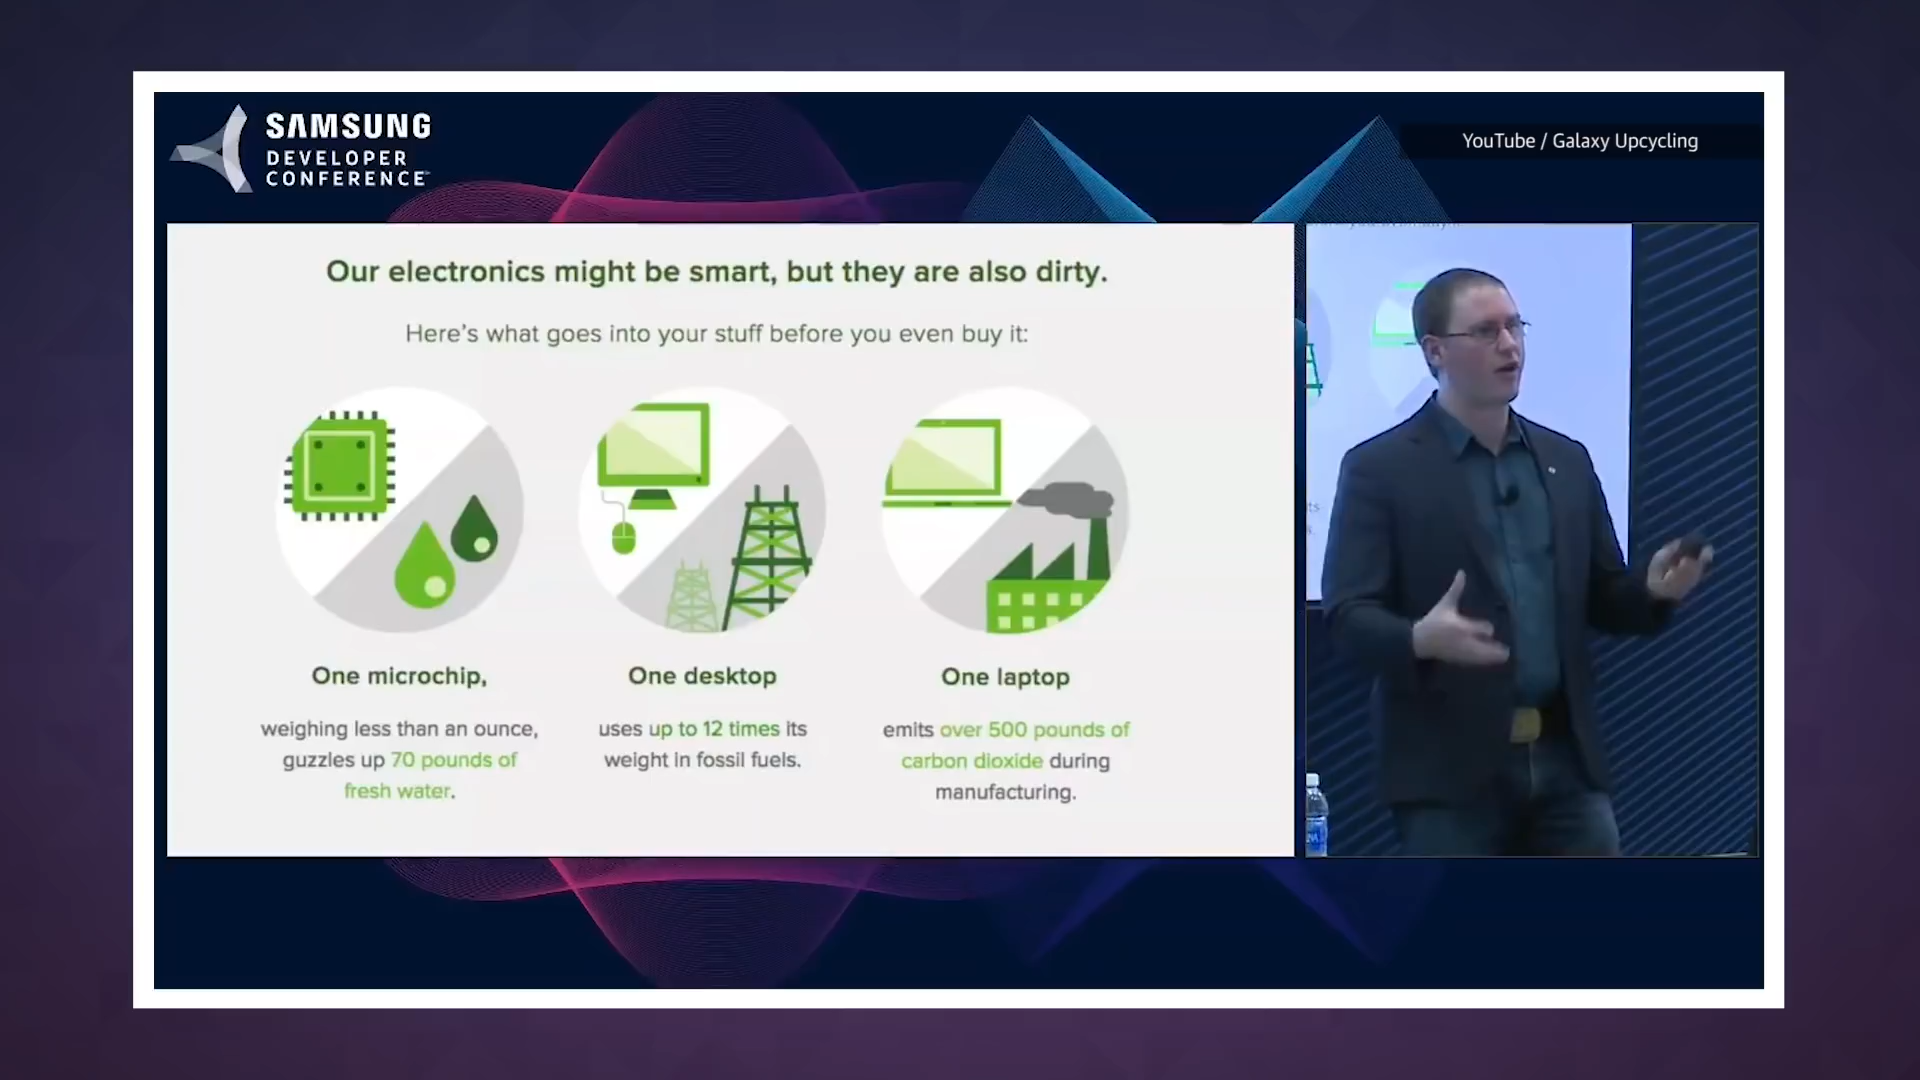 SAMSUNG
DEVELOPER
CONFERENCE
YouTube / Galaxy Upcycling
Our electronics might be smart, but they are also dirty.
Here's what goes into your stuff before you even buy it:
One microchip,
weighing less than an ounce,
guzzles up 70 pounds of
fresh water.
One desktop
uses up to 12 times its
weight in fossil fuels.
One laptop
emits over 500 pounds of
carbon dioxide during
manufacturing.